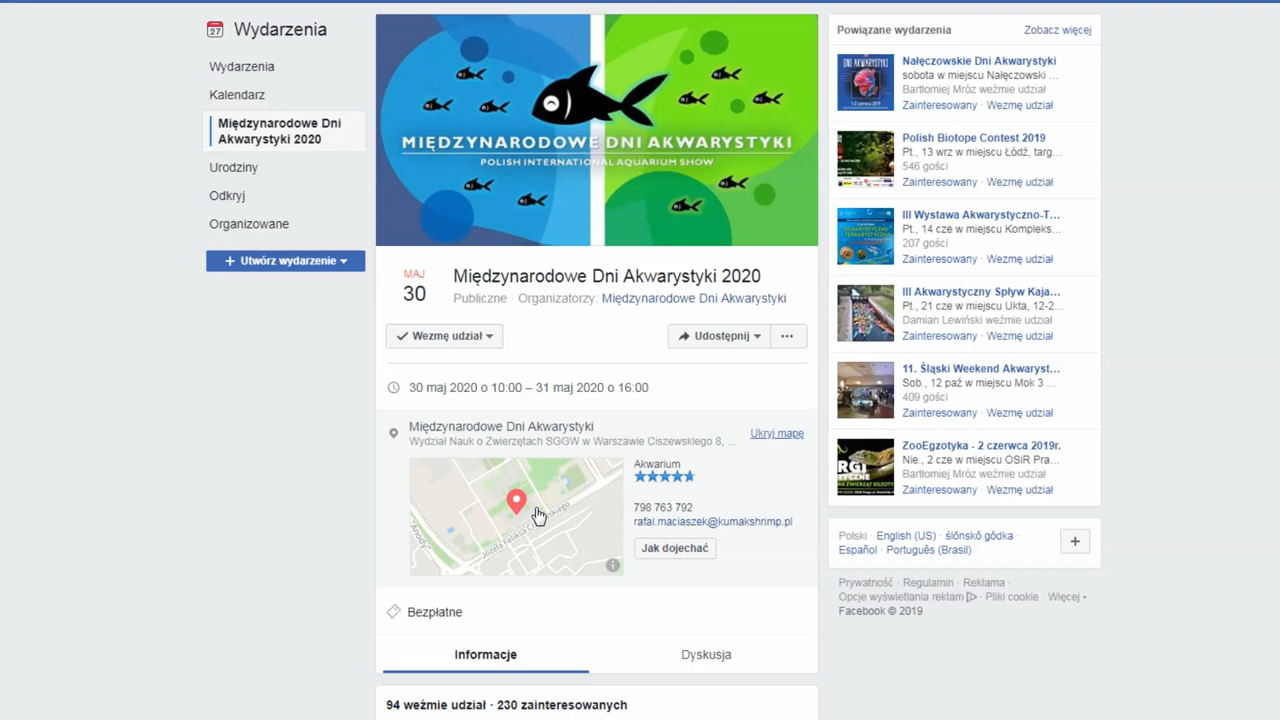 27 Wydarzenia
Wydarzenia
Kalendarz
Międzynarodowe Dni
Akwarystyki 2020
Urodziny
Odkryj
Organizowane
+ Utwórz wydarzenie
MIĘDZYNARODOWE DNI AKWARYSTYKI
POLISH INTERNATIONAL AQUARIUM SHOW
MAJ
30
Międzynarodowe Dni Akwarystyki 2020
Publiczne · Organizatorzy: Międzynarodowe Dni Akwarystyki
Wezmę udział
Udostępnij
···
30 maj 2020 o 10:00 – 31 maj 2020 o 16:00
Międzynarodowe Dni Akwarystyki
Wydział Nauk o Zwierzętach SGGW w Warszawie Ciszewskiego 8, ...
Ukryj mapę
Józefa Feliksa Ciszewskiego
Akwarium
798 763 792
rafal.maciaszek@kumakshrimp.pl
Jak dojechać
Bezpłatne
Informacje
Dyskusja
94 weźmie udział · 230 zainteresowanych
Powiązane wydarzenia
Zobacz więcej
DNI AKWARYSTYKI
Nałęczowskie Dni Akwarystyki
sobota w miejscu Nałęczowski ...
Bartłomiej Mróz weźmie udział
Zainteresowany · Wezmę udział
Polish Biotope Contest 2019
Pt., 13 wrz w miejscu Łódź, targ...
546 gości
Zainteresowany · Wezmę udział
III Wystawa Akwarystyczno-T...
Pt., 14 cze w miejscu Kompleks...
207 gości
Zainteresowany · Wezmę udział
III Akwarystyczny Spływ Kaja...
Pt., 21 cze w miejscu Ukta, 12-2...
Damian Lewiński weźmie udział
Zainteresowany · Wezmę udział
11. Śląski Weekend Akwaryst...
Sob., 12 paź w miejscu Mok 3 ...
409 gości
Zainteresowany · Wezmę udział
ZooEgzotyka - 2 czerwca 2019r.
Nie., 2 cze w miejscu OSiR Pra...
Bartłomiej Mróz weźmie udział
Zainteresowany · Wezmę udział
Polski · English (US) · ślōnskŏ gŏdka ·
Español · Português (Brasil)
+
Prywatność · Regulamin · Reklama ·
Opcje wyświetlania reklam · Pliki cookie · Więcej
Facebook © 2019